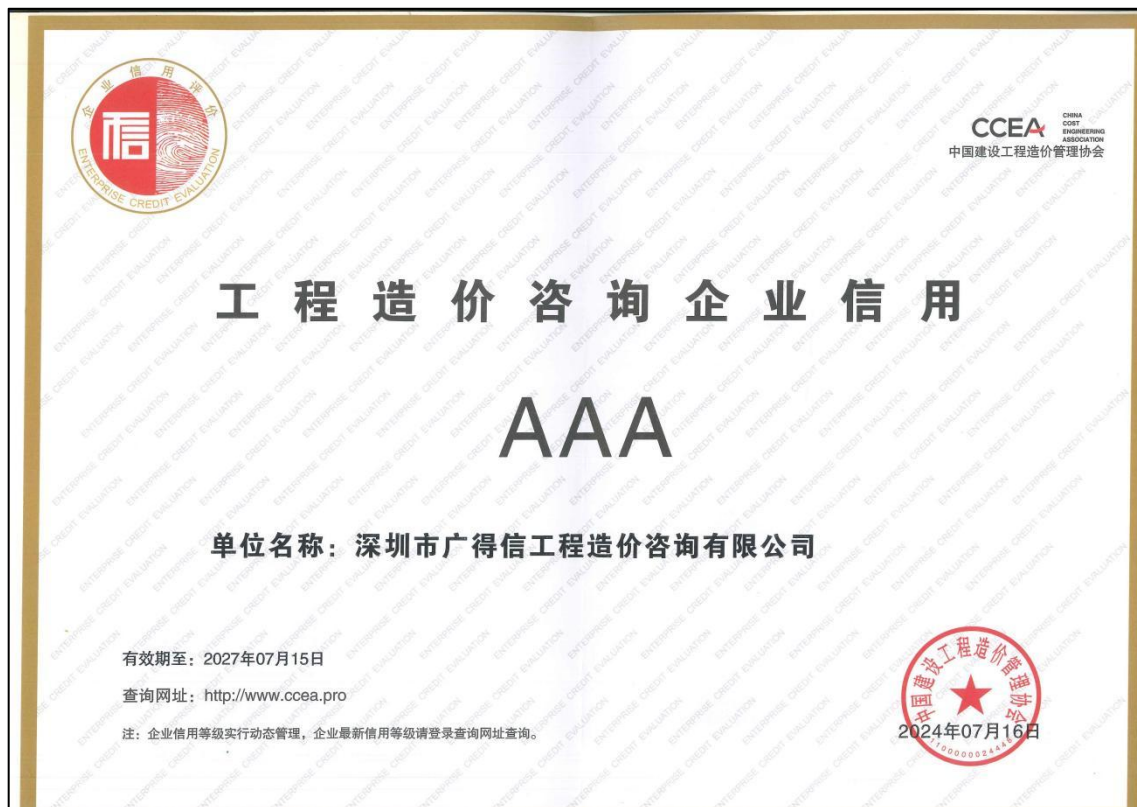 企业信用评价
信
ENTERPRISE CREDIT EVALUATION
CCEA
CHINA
COST
ENGINEERING
ASSOCIATION
中国建设工程造价管理协会
工程造价咨询企业信用
AAA
单位名称：深圳市广得信工程造价咨询有限公司
有效期至：2027年07月15日
查询网址：http://www.ccea.pro
注：企业信用等级实行动态管理，企业最新信用等级请登录查询网址查询。
中国建设工程造价管理协会
2024年07月16日